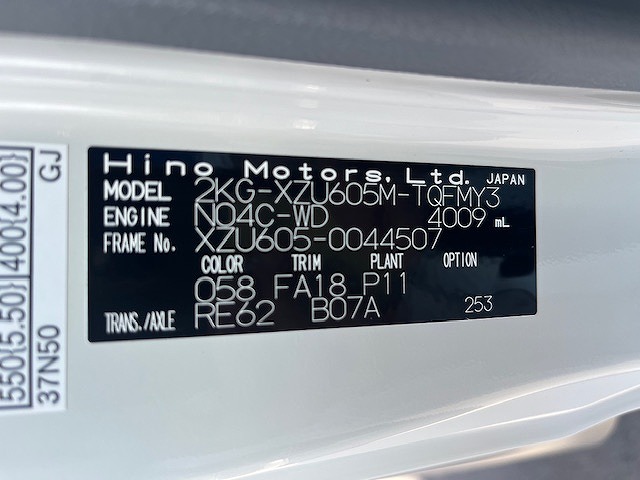 Hino Motors, Ltd. JAPAN
MODEL 2KG-XZU605M-TQFMY3
ENGINE N04C-WD 4009 mL
FRAME No. XZU605-0044507
COLOR TRIM PLANT OPTION
058 FA18 P11
TRANS./AXLE RE62 B07A 253
550{5.50} 400{4.00}
37N50 GJ